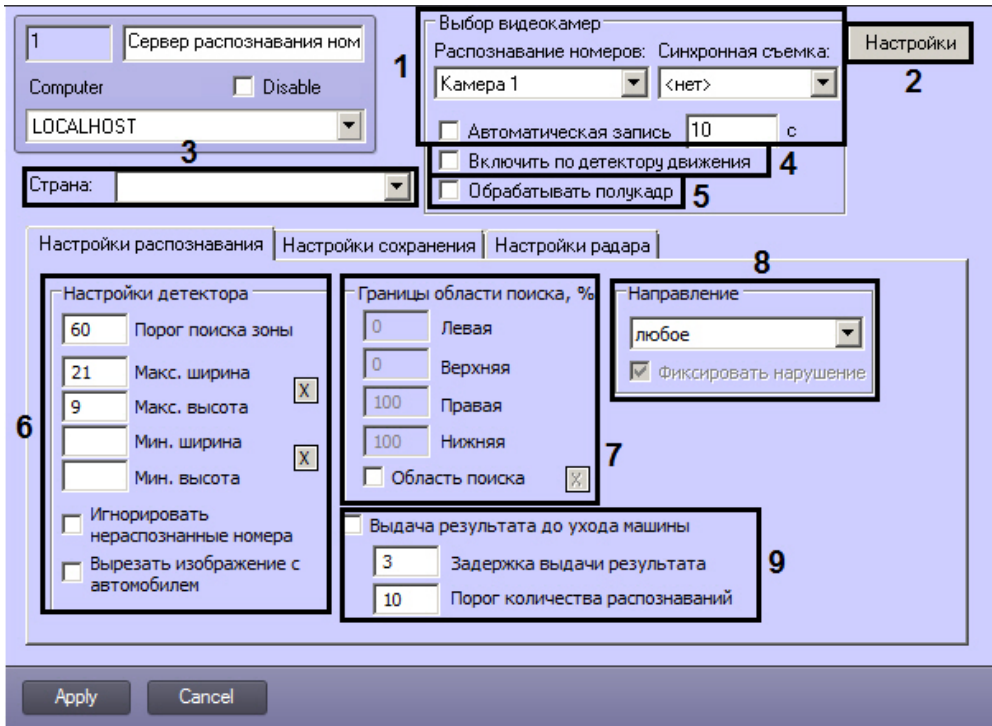 1
Сервер распознавания ном
Computer
Disable
LOCALHOST
3
Страна:
1
Выбор видеокамер
Распознавание номеров:
Синхронная съемка:
Камера 1
<нет>
Автоматическая запись
10
с
Включить по детектору движения
4
Обрабатывать полукадр
5
Настройки
2
Настройки распознавания
Настройки сохранения
Настройки радара
6
Настройки детектора
60 Порог поиска зоны
21 Макс. ширина
X
9 Макс. высота
Мин. ширина
X
Мин. высота
Игнорировать
нераспознанные номера
Вырезать изображение с
автомобилем
Границы области поиска, %
0 Левая
0 Верхняя
100 Правая
100 Нижняя
Область поиска
X
7
8
Направление
любое
Фиксировать нарушение
Выдача результата до ухода машины
3 Задержка выдачи результата
10 Порог количества распознаваний
9
Apply
Cancel